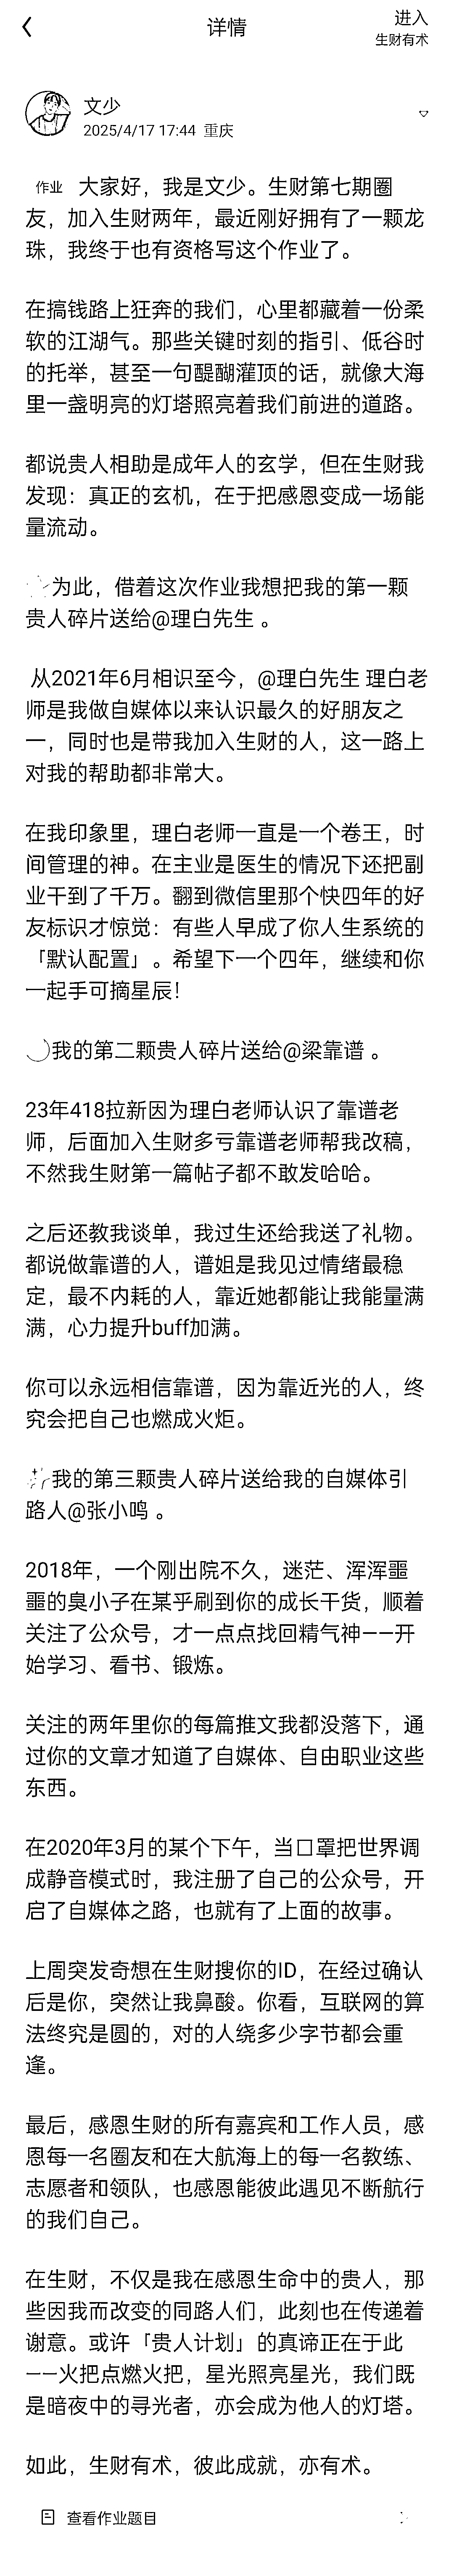 详情
进入
生财有术
文少
2025/4/17 17:44 重庆
作业 大家好，我是文少。生财第七期圈
友，加入生财两年，最近刚好拥有了一颗龙
珠，我终于也有资格写这个作业了。
在搞钱路上狂奔的我们，心里都藏着一份柔
软的江湖气。那些关键时刻的指引、低谷时
的托举，甚至一句醍醐灌顶的话，就像大海
里一盏明亮的灯塔照亮着我们前进的道路。
都说贵人相助是成年人的玄学，但在生财我
发现：真正的玄机，在于把感恩变成一场能
量流动。
为此，借着这次作业我想把我的第一颗
贵人碎片送给@理白先生 。
从2021年6月相识至今，@理白先生 理白老
师是我做自媒体以来认识最久的好朋友之
一，同时也是带我加入生财的人，这一路上
对我的帮助都非常大。
在我印象里，理白老师一直是一个卷王，时
间管理的神。在主业是医生的情况下还把副
业干到了千万。翻到微信里那个快四年的好
友标识才惊觉：有些人早成了你人生系统的
「默认配置」。希望下一个四年，继续和你
一起手可摘星辰！
我的第二颗贵人碎片送给@梁靠谱 。
23年418拉新因为理白老师认识了靠谱老
师，后面加入生财多亏靠谱老师帮我改稿，
不然我生财第一篇帖子都不敢发哈哈。
之后还教我谈单，我过生还给我送了礼物。
都说做靠谱的人，谱姐是我见过情绪最稳
定，最不内耗的人，靠近她都能让我能量满
满，心力提升buff加满。
你可以永远相信靠谱，因为靠近光的人，终
究会把自己也燃成火炬。
我的第三颗贵人碎片送给我的自媒体引
路人@张小鸣 。
2018年，一个刚出院不久，迷茫、浑浑噩
噩的臭小子在某乎刷到你的成长干货，顺着
关注了公众号，才一点点找回精气神——开
始学习、看书、锻炼。
关注的两年里你的每篇推文我都没落下，通
过你的文章才知道了自媒体、自由职业这些
东西。
在2020年3月的某个下午，当口罩把世界调
成静音模式时，我注册了自己的公众号，开
启了自媒体之路，也就有了上面的故事。
上周突发奇想在生财搜你的ID，在经过确认
后是你，突然让我鼻酸。你看，互联网的算
法终究是圆的，对的人绕多少字节都会重
逢。
最后，感恩生财的所有嘉宾和工作人员，感
恩每一名圈友和在大航海上的每一名教练、
志愿者和领队，也感恩能彼此遇见不断航行
的我们自己。
在生财，不仅是我在感恩生命中的贵人，那
些因我而改变的同路人们，此刻也在传递着
谢意。或许「贵人计划」的真谛正在于此
——火把点燃火把，星光照亮星光，我们既
是暗夜中的寻光者，亦会成为他人的灯塔。
如此，生财有术，彼此成就，亦有术。
查看作业题目